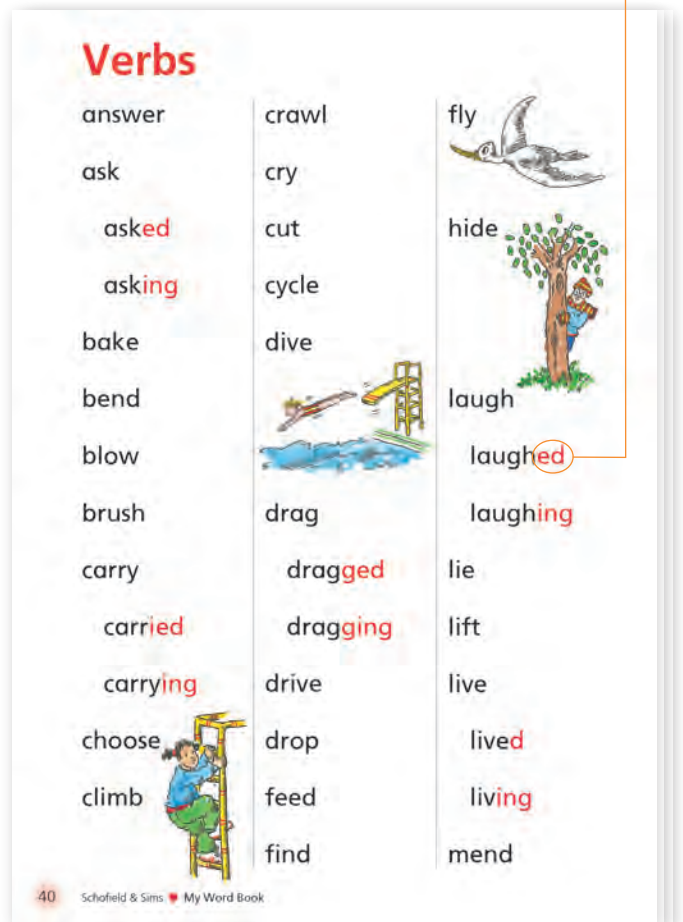 Verbs
answer
ask
asked
asking
bake
bend
blow
brush
carry
carried
carrying
choose
climb
crawl
cry
cut
cycle
dive
drag
dragged
dragging
drive
drop
feed
find
fly
hide
laugh
laughed
laughing
lie
lift
live
lived
living
mend
40 Schofield & Sims My Word Book